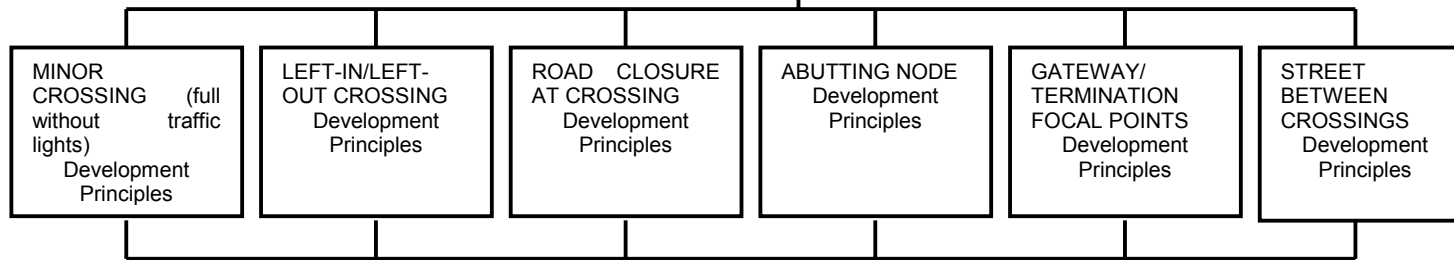 MINOR
CROSSING (full
without traffic
lights)
Development
Principles
LEFT-IN/LEFT-
OUT CROSSING
Development
Principles
ROAD CLOSURE
AT CROSSING
Development
Principles
ABUTTING NODE
Development
Principles
GATEWAY/
TERMINATION
FOCAL POINTS
Development
Principles
STREET
BETWEEN
CROSSINGS
Development
Principles